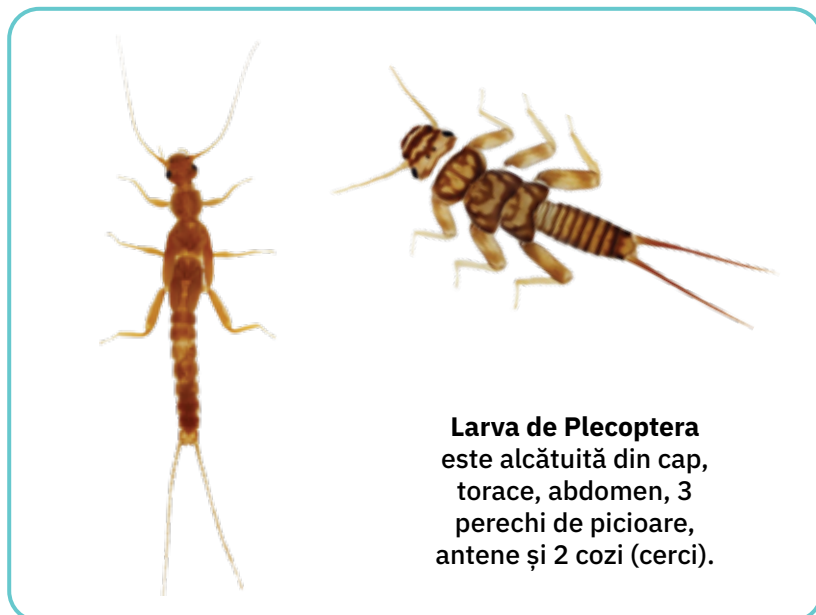 Larva de Plecoptera
este alcătuită din cap,
torace, abdomen, 3
perechi de picioare,
antene și 2 cozi (cerci).